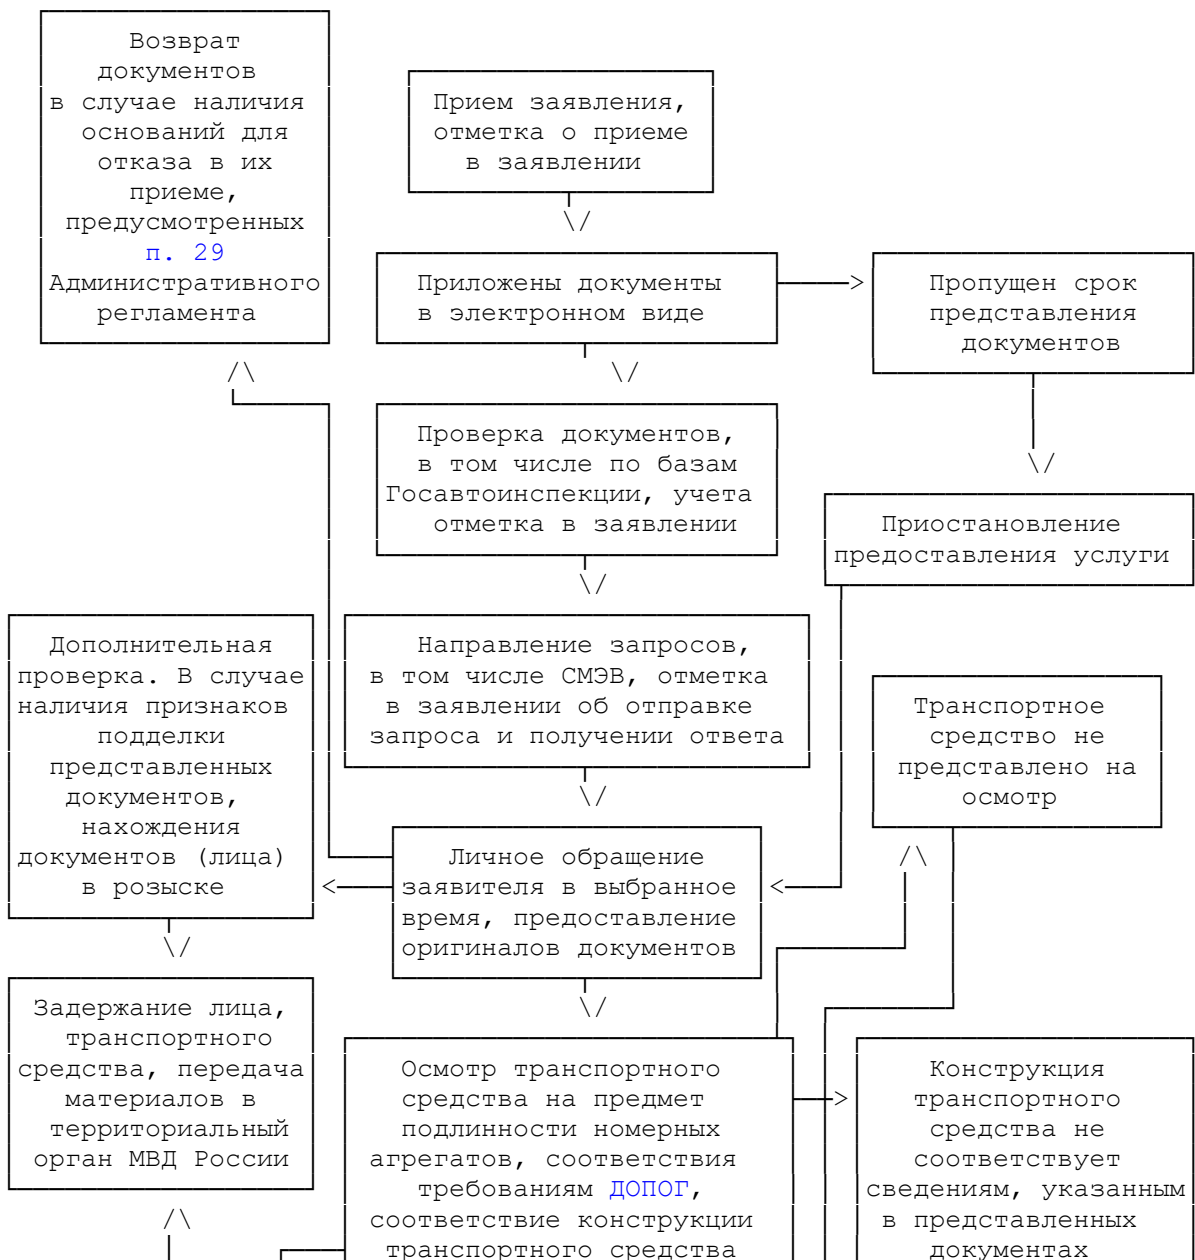 Возврат
документов
в случае наличия
оснований для
отказа в их
приеме,
предусмотренных
п. 29
Административного
регламента
Прием заявления,
отметка о приеме
в заявлении
Приложены документы
в электронном виде
Пропущен срок
представления
документов
Проверка документов,
в том числе по базам
Госавтоинспекции, учета
отметка в заявлении
Приостановление
предоставления услуги
Дополнительная
проверка. В случае
наличия признаков
подделки
представленных
документов,
нахождения
документов (лица)
в розыске
Направление запросов,
в том числе СМЭВ, отметка
в заявлении об отправке
запроса и получении ответа
Транспортное
средство не
представлено на
осмотр
Личное обращение
заявителя в выбранное
время, предоставление
оригиналов документов
Задержание лица,
транспортного
средства, передача
материалов в
территориальный
орган МВД России
Осмотр транспортного
средства на предмет
подлинности номерных
агрегатов, соответствия
требованиям ДОПОГ,
соответствие конструкции
транспортного средства
Конструкция
транспортного
средства не
соответствует
сведениям, указанным
в представленных
документах